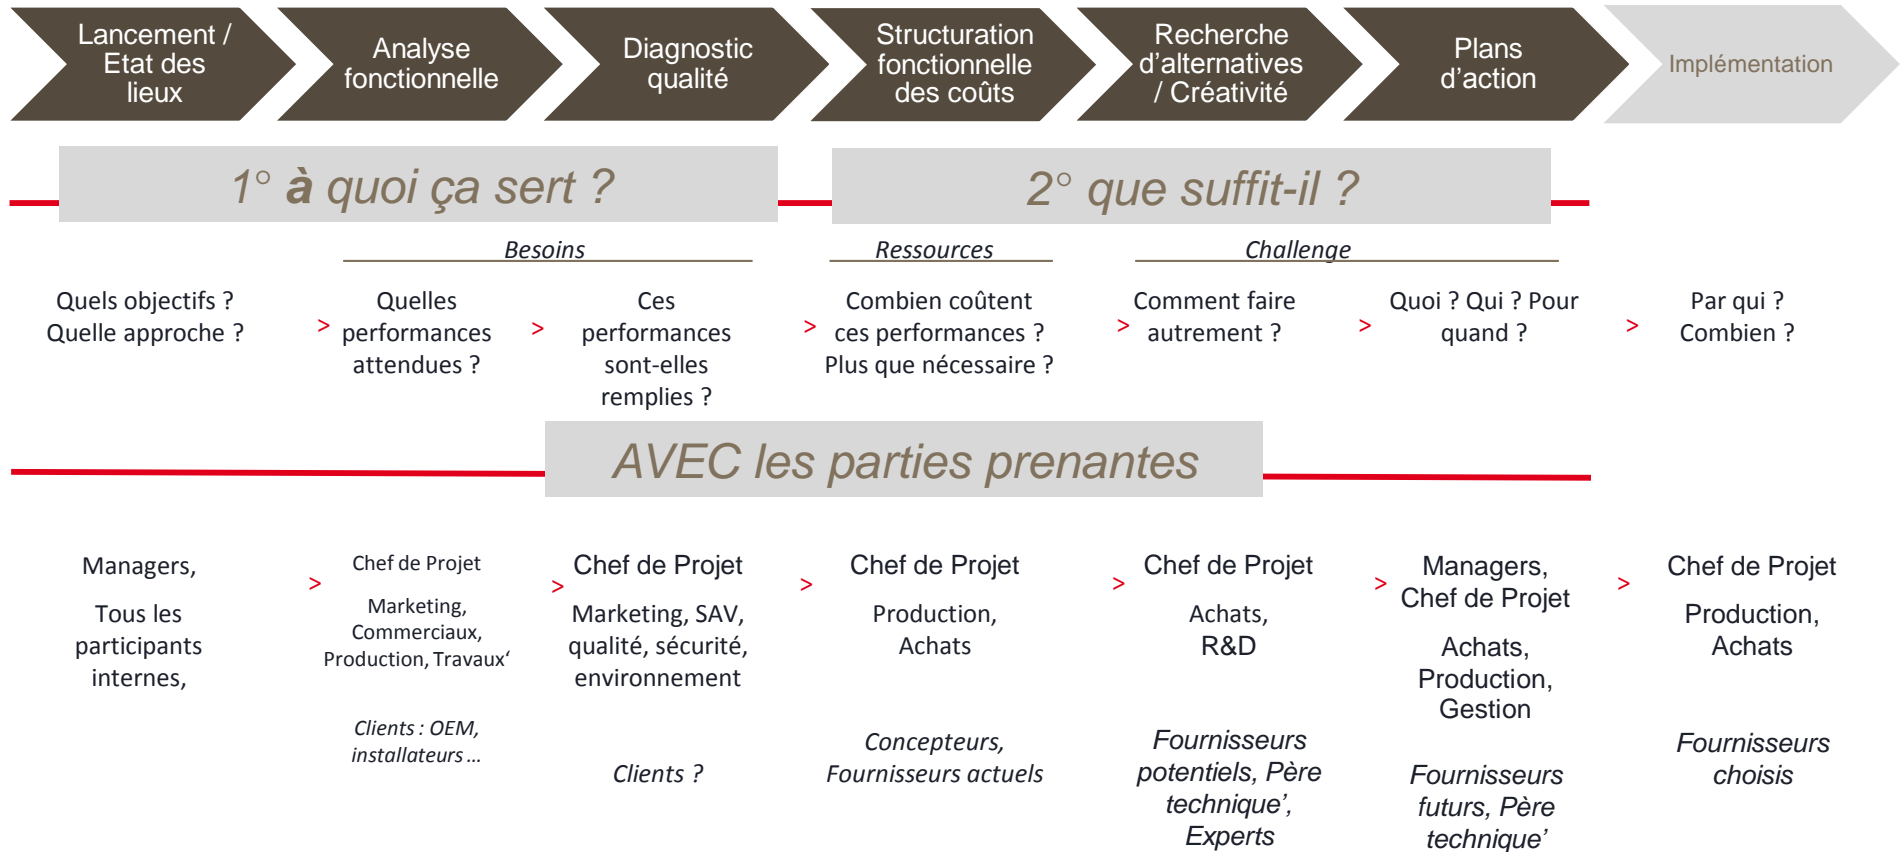 Lancement /
Etat des
lieux
Analyse
fonctionnelle
Diagnostic
qualité
Structuration
fonctionnelle
des coûts
Recherche
d’alternatives
/ Créativité
Plans
d’action
Implémentation
1° à quoi ça sert ?
2° que suffit-il ?
Besoins
Ressources
Challenge
Quels objectifs ?
Quelle approche ?
>
Quelles
performances
attendues ?
>
Ces
performances
sont-elles
remplies ?
>
Combien coûtent
ces performances ?
Plus que nécessaire ?
>
Comment faire
autrement ?
>
Quoi ? Qui ? Pour
quand ?
>
Par qui ?
Combien ?
AVEC les parties prenantes
Managers,
Tous les
participants
internes,
>
Chef de Projet
Marketing,
Commerciaux,
Production, Travaux‘
Clients : OEM,
installateurs ...
>
Chef de Projet
Marketing, SAV,
qualité, sécurité,
environnement
Clients ?
>
Chef de Projet
Production,
Achats
Concepteurs,
Fournisseurs actuels
>
Chef de Projet
Achats,
R&D
Fournisseurs
potentiels, Père
technique’,
Experts
>
Managers,
Chef de Projet
Achats,
Production,
Gestion
Fournisseurs
futurs, Père
technique’
>
Chef de Projet
Production,
Achats
Fournisseurs
choisis